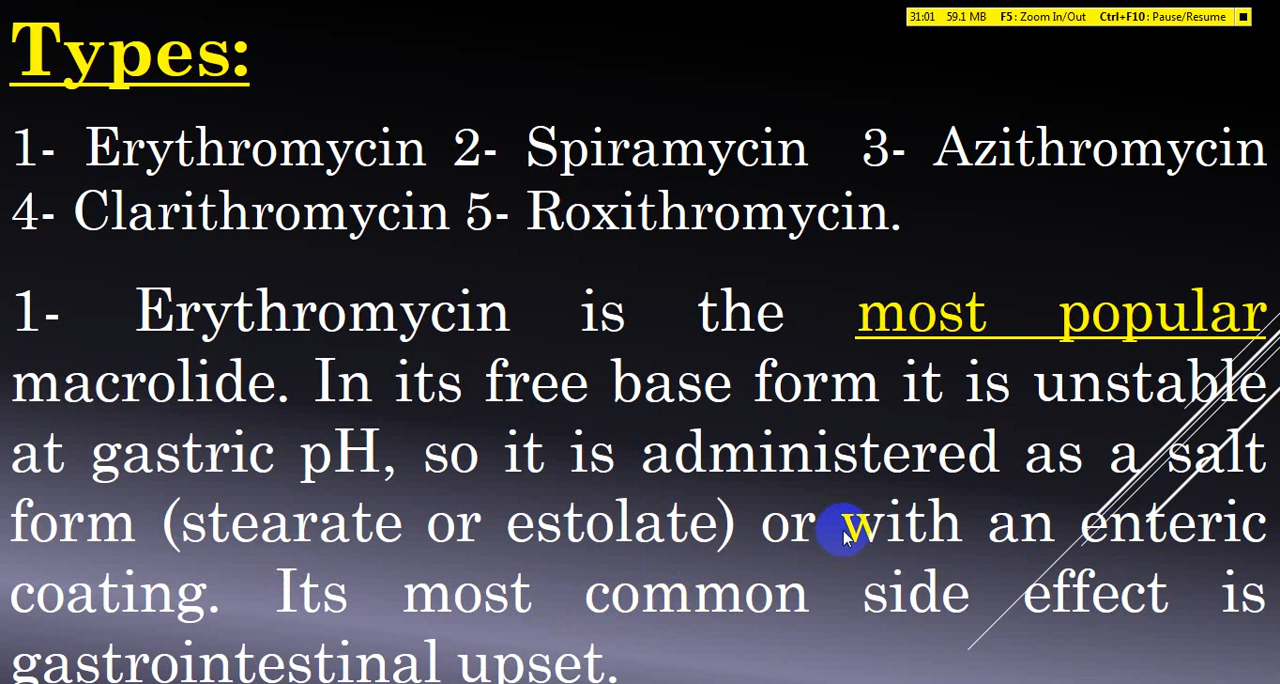 31:01 59.1 MB F5: Zoom In/Out Ctrl+F10: Pause/Resume
Types:
1- Erythromycin 2- Spiramycin 3- Azithromycin
4- Clarithromycin 5- Roxithromycin.
1- Erythromycin is the most popular
macrolide. In its free base form it is unstable
at gastric pH, so it is administered as a salt
form (stearate or estolate) or with an enteric
coating. Its most common side effect is
gastrointestinal upset.